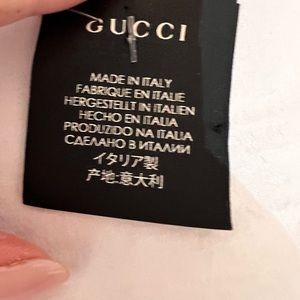 GUCCI
MADE IN ITALY
FABRIQUE EN ITALIE
HERGESTELLT IN ITALIEN
HECHO EN ITALIA
PRODUZIDO NA ITALIA
СДЕЛАНО В ИТАЛИИ
イタリア製
产地:意大利